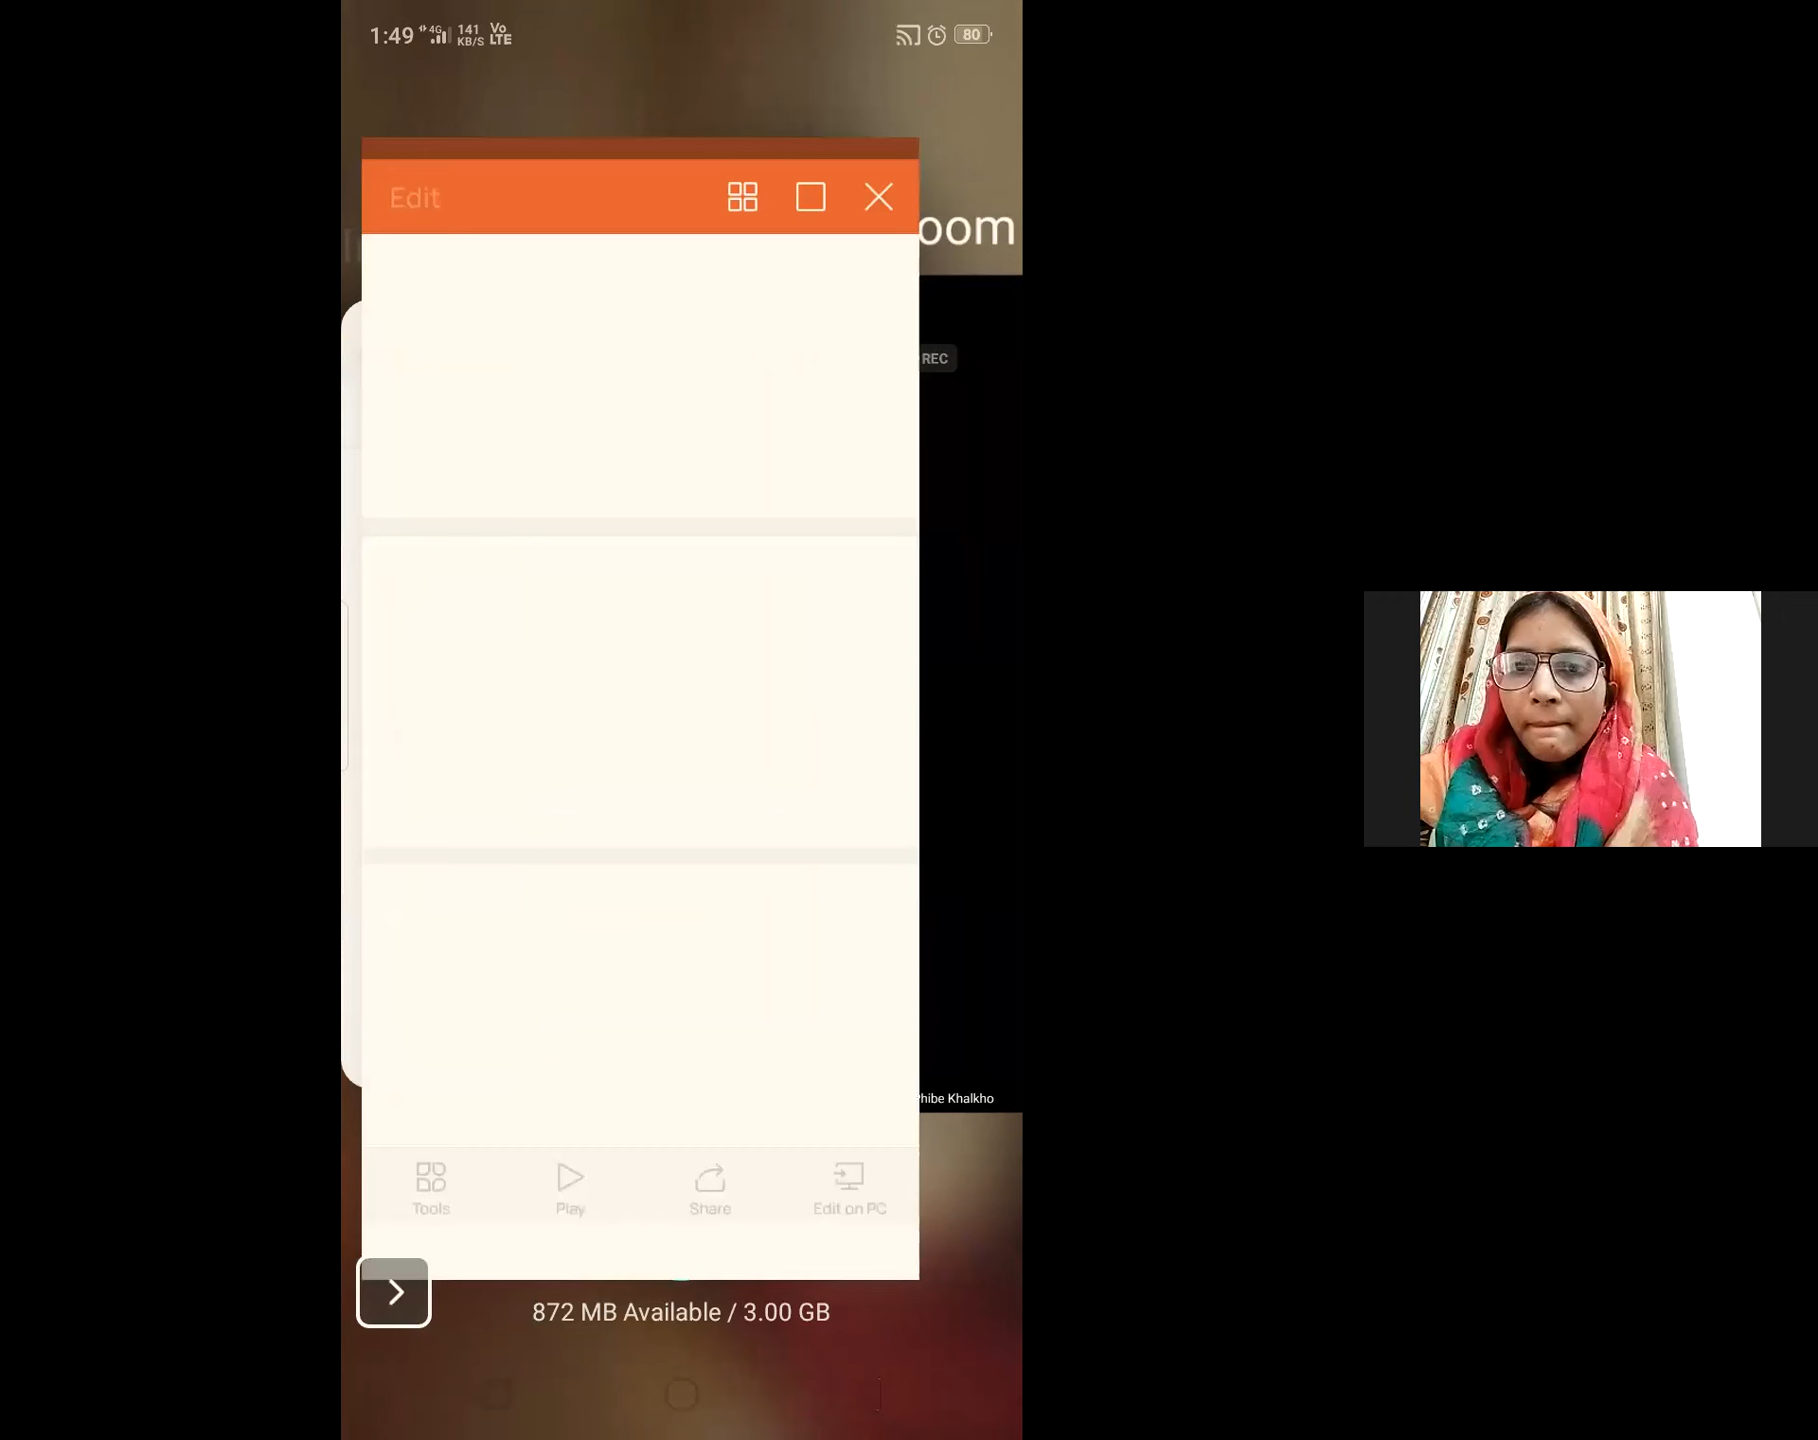 1:49 4G 141 KB/S Vo LTE 80
Edit
oom
REC
hibe Khalkho
Tools Play Share Edit on PC
872 MB Available / 3.00 GB